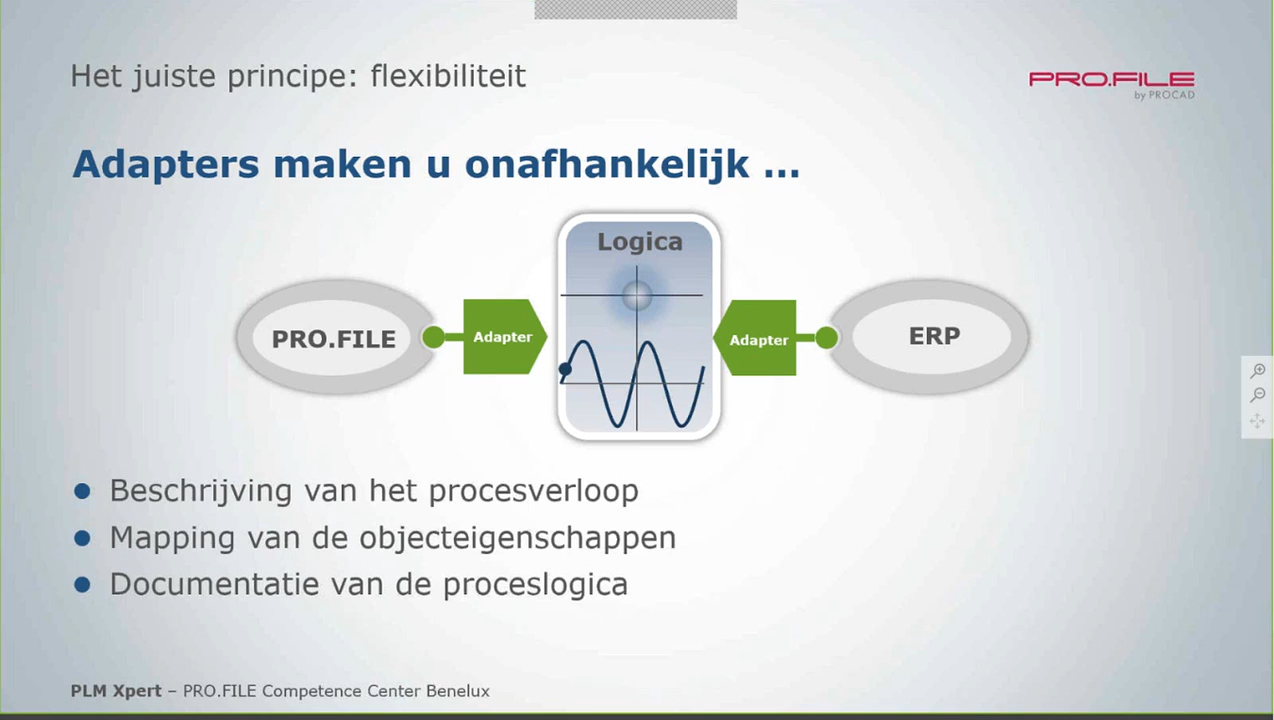 Het juiste principe: flexibiliteit
PRO.FILE
by PROCAD
Adapters maken u onafhankelijk ...
Logica
PRO.FILE
Adapter
Adapter
ERP
Beschrijving van het procesverloop
Mapping van de objecteigenschappen
Documentatie van de proceslogica
PLM Xpert – PRO.FILE Competence Center Benelux